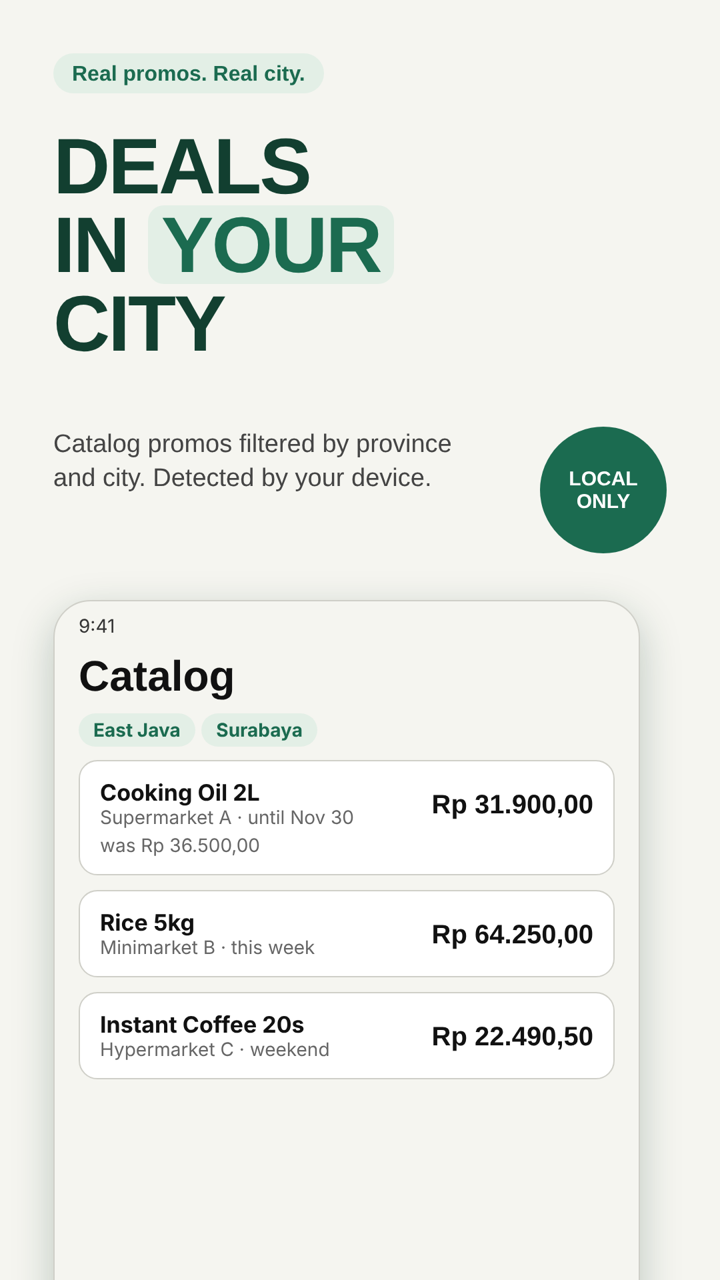 Real promos. Real city.
DEALS
IN YOUR
CITY
Catalog promos filtered by province
and city. Detected by your device.
LOCAL
ONLY
9:41
Catalog
East Java
Surabaya
Cooking Oil 2L
Supermarket A · until Nov 30
was Rp 36.500,00
Rp 31.900,00
Rice 5kg
Minimarket B · this week
Rp 64.250,00
Instant Coffee 20s
Hypermarket C · weekend
Rp 22.490,50